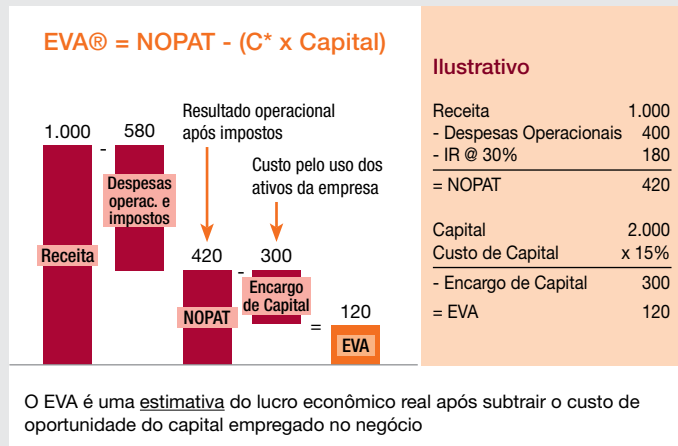 EVA® = NOPAT - (C* x Capital)
Resultado operacional
após impostos
Custo pelo uso dos
ativos da empresa
1.000
-
580
Despesas
operac. e
impostos
Receita
420
-
300
NOPAT
Encargo
de Capital
=
120
EVA
Ilustrativo
Receita 1.000
- Despesas Operacionais 400
- IR @ 30% 180
= NOPAT 420
Capital 2.000
Custo de Capital x 15%
- Encargo de Capital 300
= EVA 120
O EVA é uma estimativa do lucro econômico real após subtrair o custo de
oportunidade do capital empregado no negócio